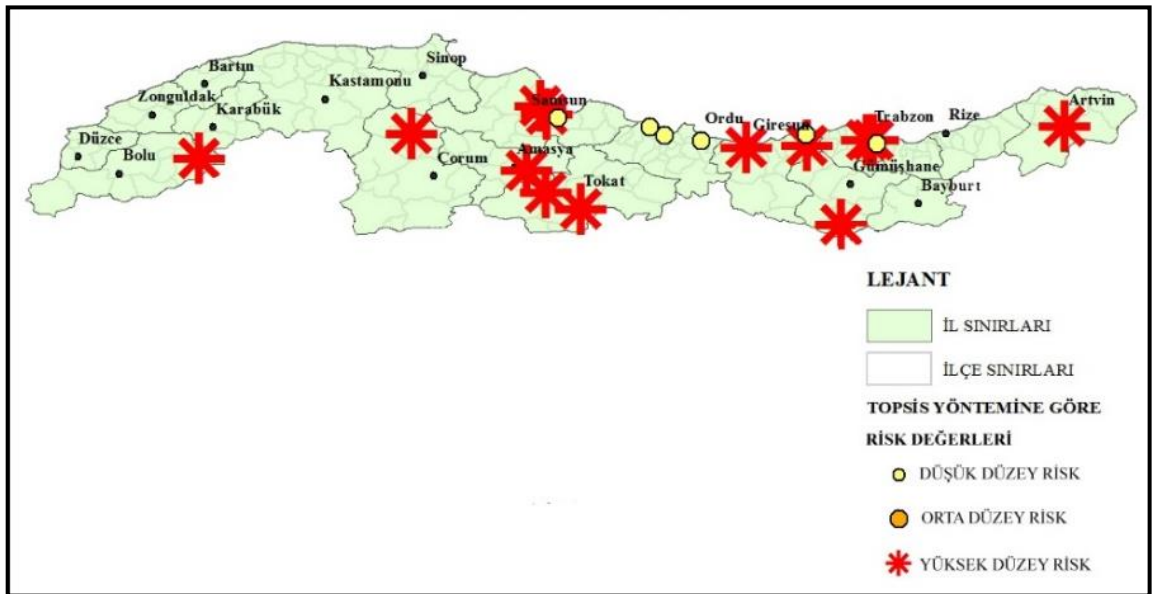 Sinop
Bartın
Kastamonu
Zonguldak
Karabük
Samsun
Artvin
Ordu
Trabzon
Rize
Giresun
Düzce
Bolu
Amasya
Çorum
Gümüşhane
Tokat
Bayburt
LEJANT
İL SINIRLARI
İLÇE SINIRLARI
TOPSİS YÖNTEMİNE GÖRE
RİSK DEĞERLERİ
DÜŞÜK DÜZEY RİSK
ORTA DÜZEY RİSK
YÜKSEK DÜZEY RİSK